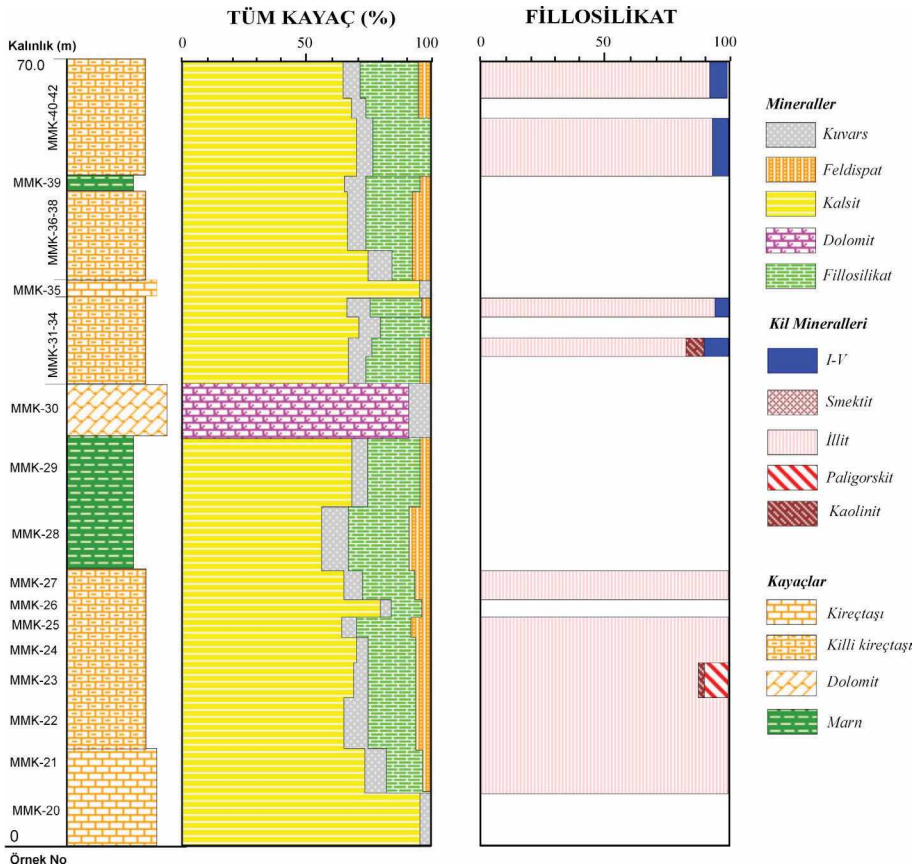 TÜM KAYAÇ (%)
FİLLOSİLİKAT
Kalınlık (m)
0 50 100
0 50 100
70.0
MMK-40-42
MMK-39
MMK-36-38
MMK-35
MMK-31-34
MMK-30
MMK-29
MMK-28
MMK-27
MMK-26
MMK-25
MMK-24
MMK-23
MMK-22
MMK-21
MMK-20
0
Örnek No
Mineraller
Kuvars
Feldispat
Kalsit
Dolomit
Fillosilikat
Kil Mineralleri
I-V
Smektit
İllit
Paligorskit
Kaolinit
Kayaçlar
Kireçtaşı
Killi kireçtaşı
Dolomit
Marn